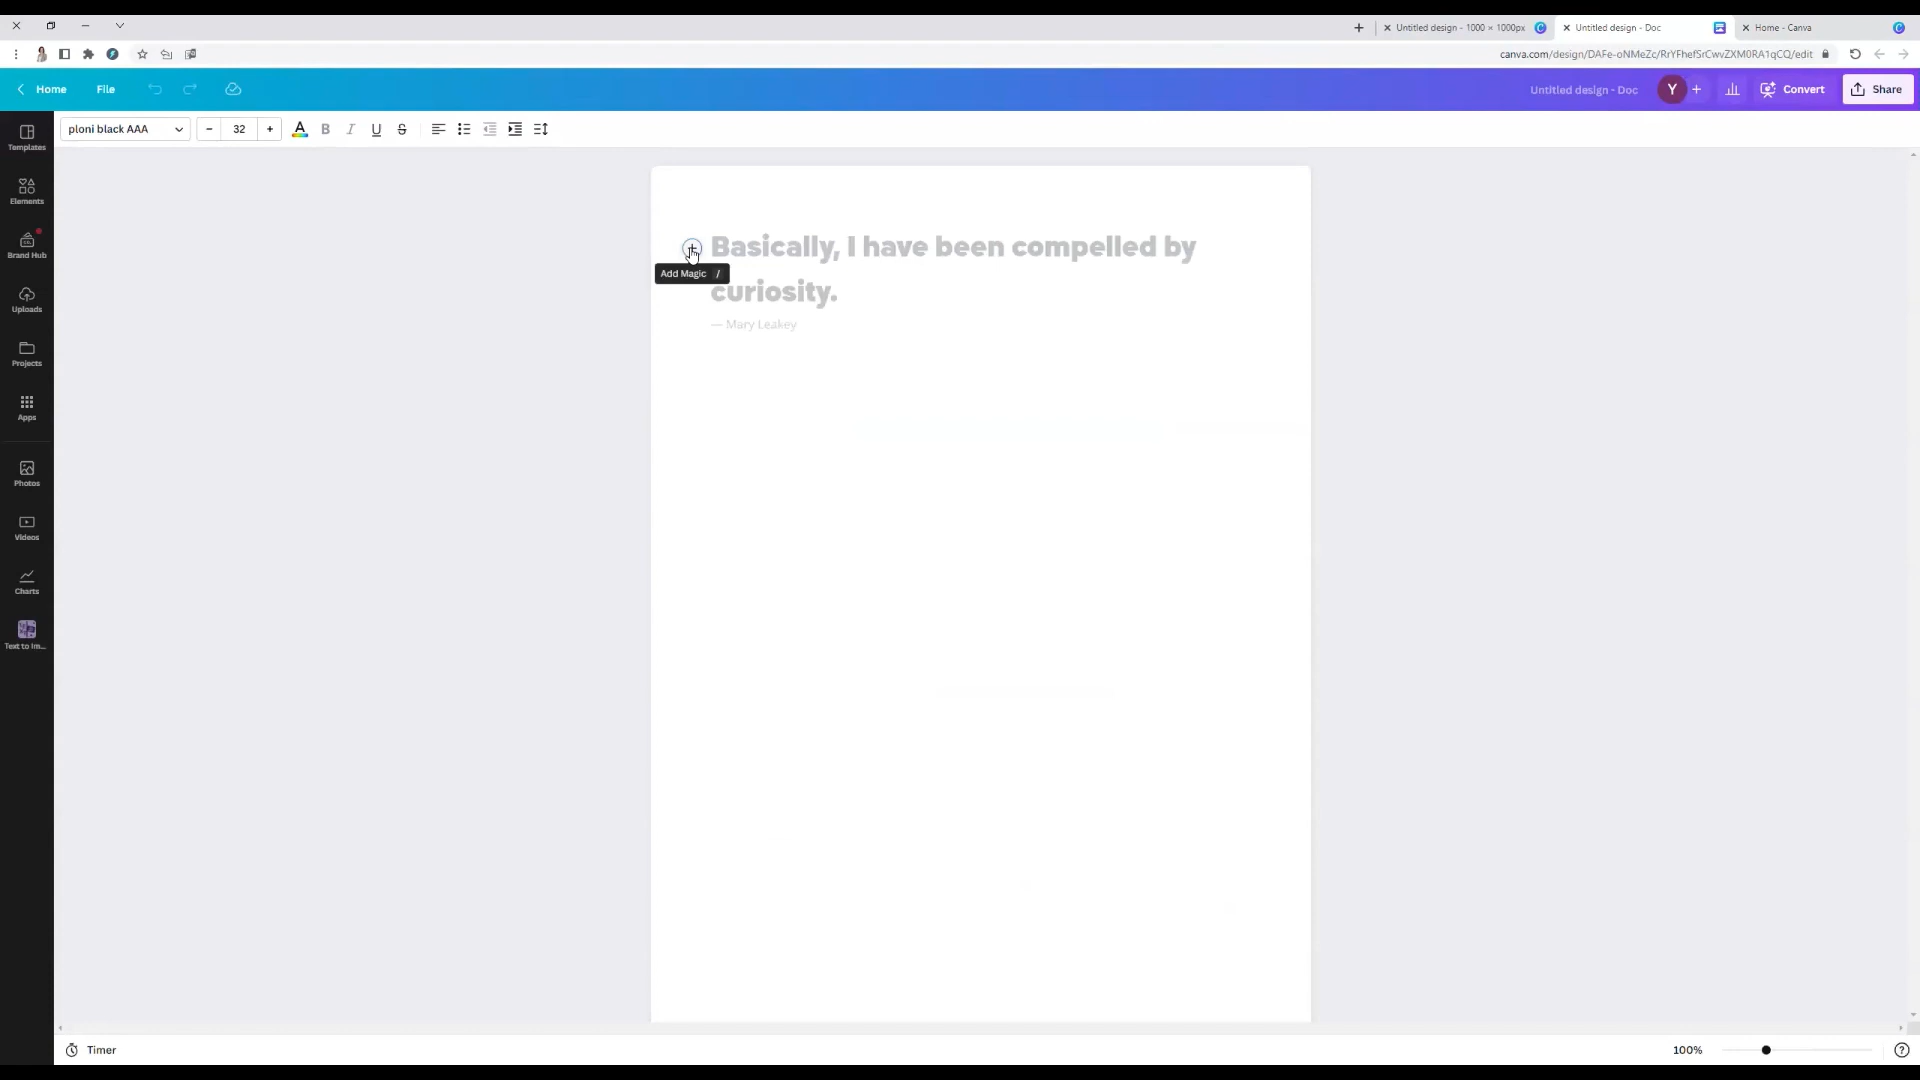 Untitled design - 1000 × 1000px
Untitled design - Doc
Home - Canva
canva.com/design/DAFe-oNMeZc/RrYFhefSrCwvZXM0RA1qCQ/edit
Home
File
Untitled design - Doc
Y
Convert
Share
ploni black AAA
32
Templates
Elements
Brand Hub
Uploads
Projects
Apps
Photos
Videos
Charts
Text to Im...
Basically, I have been compelled by
Add Magic /
curiosity.
— Mary Leakey
Timer
100%